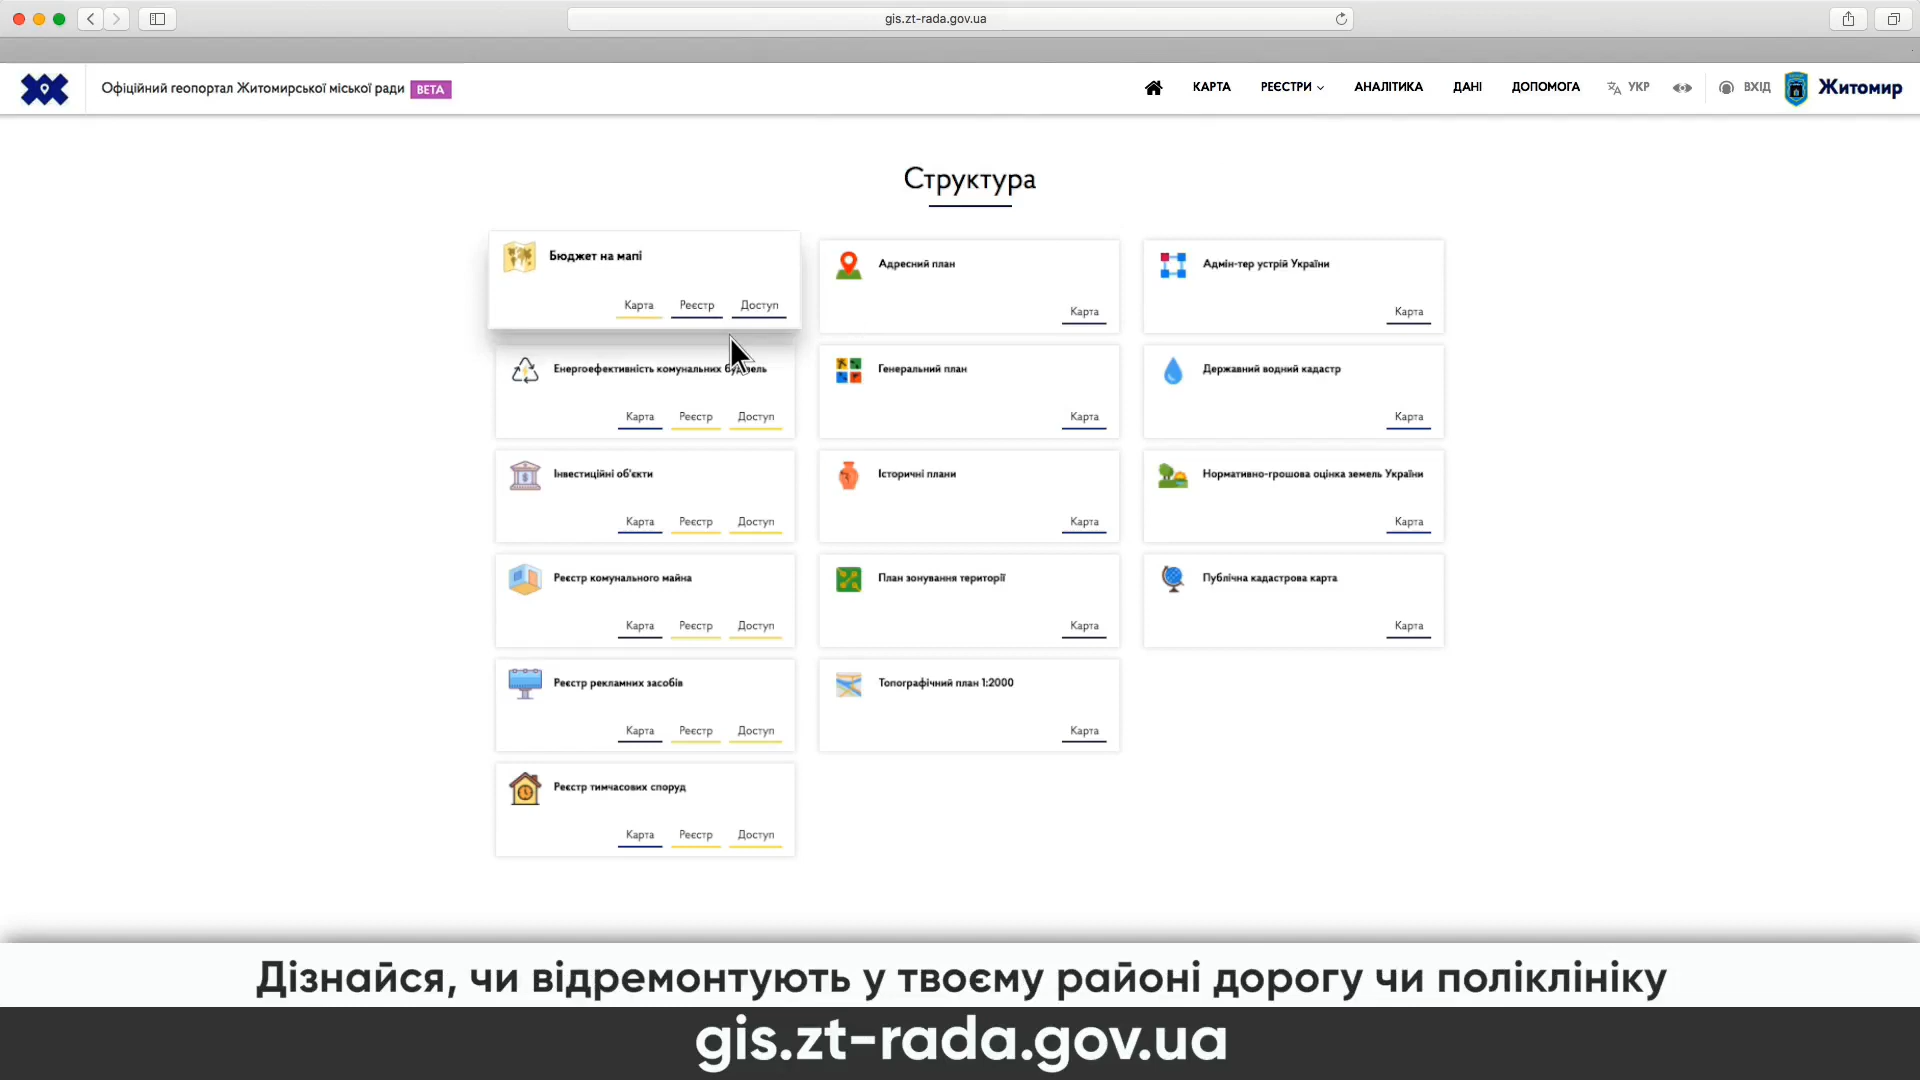 gis.zt-rada.gov.ua
Офіційний геопортал Житомирської міської ради BETA
КАРТА РЕЄСТРИ АНАЛІТИКА ДАНІ ДОПОМОГА УКР ВХІД Житомир
Структура
Бюджет на мапі
Карта Реєстр Доступ
Адресний план
Карта
Адмін-тер устрій України
Карта
Енергоефективність комунальних
Карта Реєстр Доступ
Генеральний план
Карта
Державний водний кадастр
Карта
Інвестиційні об'єкти
Карта Реєстр Доступ
Історичні плани
Карта
Нормативно-грошова оцінка земель України
Карта
Реєстр комунального майна
Карта Реєстр Доступ
План зонування території
Карта
Публічна кадастрова карта
Карта
Реєстр рекламних засобів
Карта Реєстр Доступ
Топографічний план 1:2000
Карта
Реєстр тимчасових споруд
Карта Реєстр Доступ
Дізнайся, чи відремонтують у твоєму районі дорогу чи поліклініку
gis.zt-rada.gov.ua